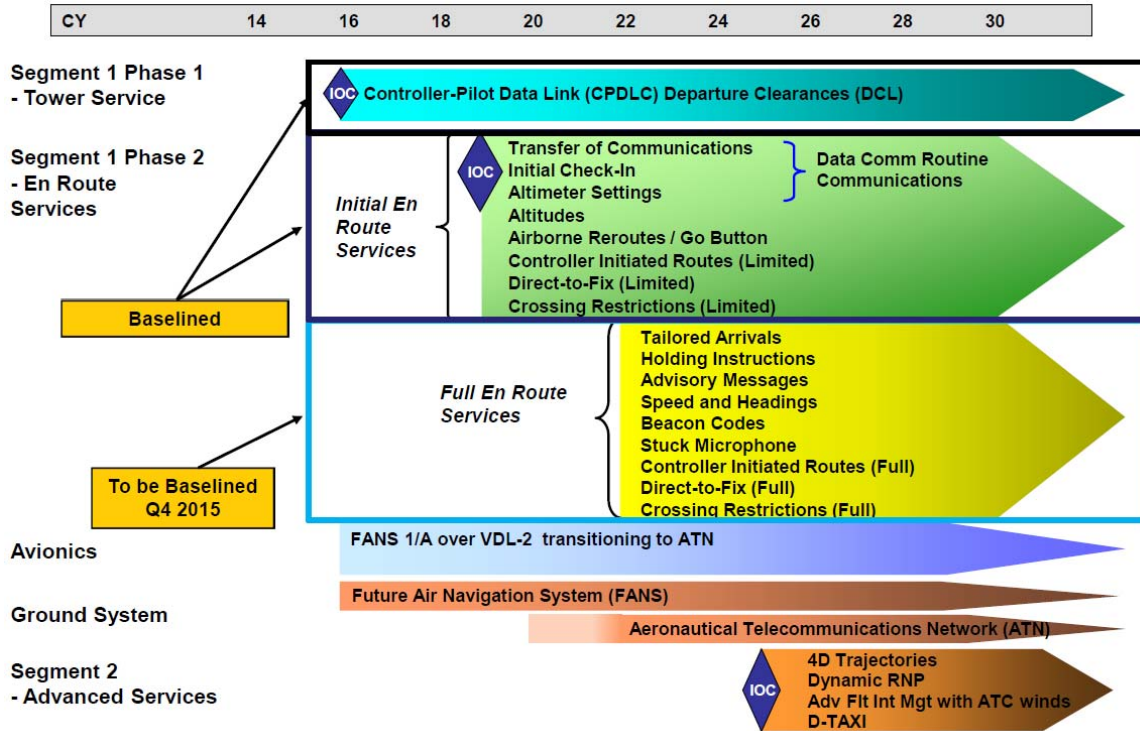 CY 14 16 18 20 22 24 26 28 30
Segment 1 Phase 1
- Tower Service
IOC
Controller-Pilot Data Link (CPDLC) Departure Clearances (DCL)
Segment 1 Phase 2
- En Route
Services
Initial En
Route
Services
IOC
Transfer of Communications
Initial Check-In
Altimeter Settings
Altitudes
Airborne Reroutes / Go Button
Controller Initiated Routes (Limited)
Direct-to-Fix (Limited)
Crossing Restrictions (Limited)
Data Comm Routine
Communications
Baselined
Full En Route
Services
Tailored Arrivals
Holding Instructions
Advisory Messages
Speed and Headings
Beacon Codes
Stuck Microphone
Controller Initiated Routes (Full)
Direct-to-Fix (Full)
Crossing Restrictions (Full)
To be Baselined
Q4 2015
Avionics
FANS 1/A over VDL-2 transitioning to ATN
Ground System
Future Air Navigation System (FANS)
Aeronautical Telecommunications Network (ATN)
Segment 2
- Advanced Services
IOC
4D Trajectories
Dynamic RNP
Adv Flt Int Mgt with ATC winds
D-TAXI